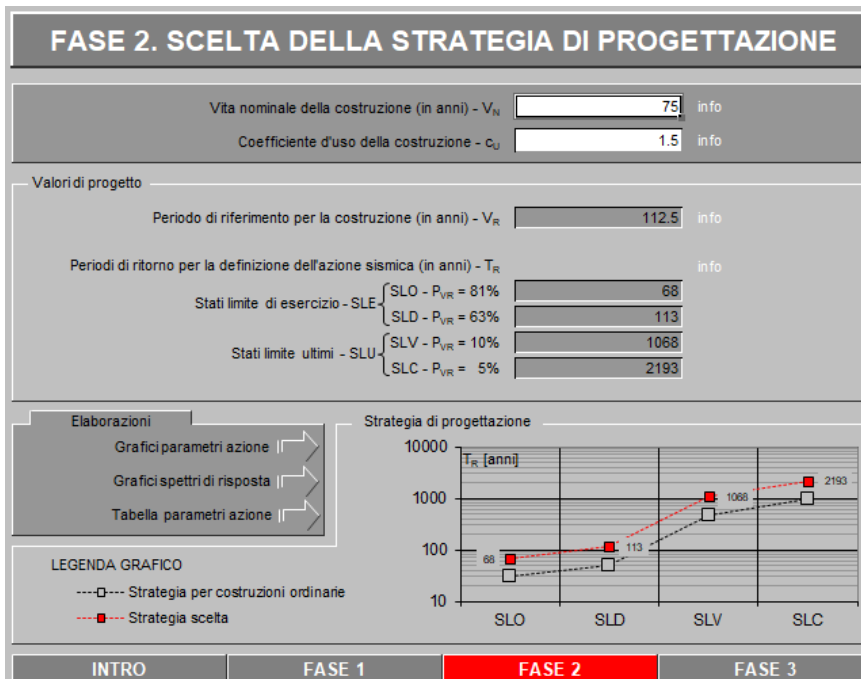 FASE 2. SCELTA DELLA STRATEGIA DI PROGETTAZIONE
Vita nominale della costruzione (in anni) - VN 75 info
Coefficiente d'uso della costruzione - cU 1.5 info
Valori di progetto
Periodo di riferimento per la costruzione (in anni) - VR 112.5 info
Periodi di ritorno per la definizione dell'azione sismica (in anni) - TR info
Stati limite di esercizio - SLE
SLO - PVR = 81% 68
SLD - PVR = 63% 113
Stati limite ultimi - SLU
SLV - PVR = 10% 1068
SLC - PVR = 5% 2193
Elaborazioni
Grafici parametri azione
Grafici spettri di risposta
Tabella parametri azione
LEGENDA GRAFICO
Strategia per costruzioni ordinarie
Strategia scelta
Strategia di progettazione
TR [anni]
10000
1000
100
10
68
113
1068
2193
SLO SLD SLV SLC
INTRO FASE 1 FASE 2 FASE 3